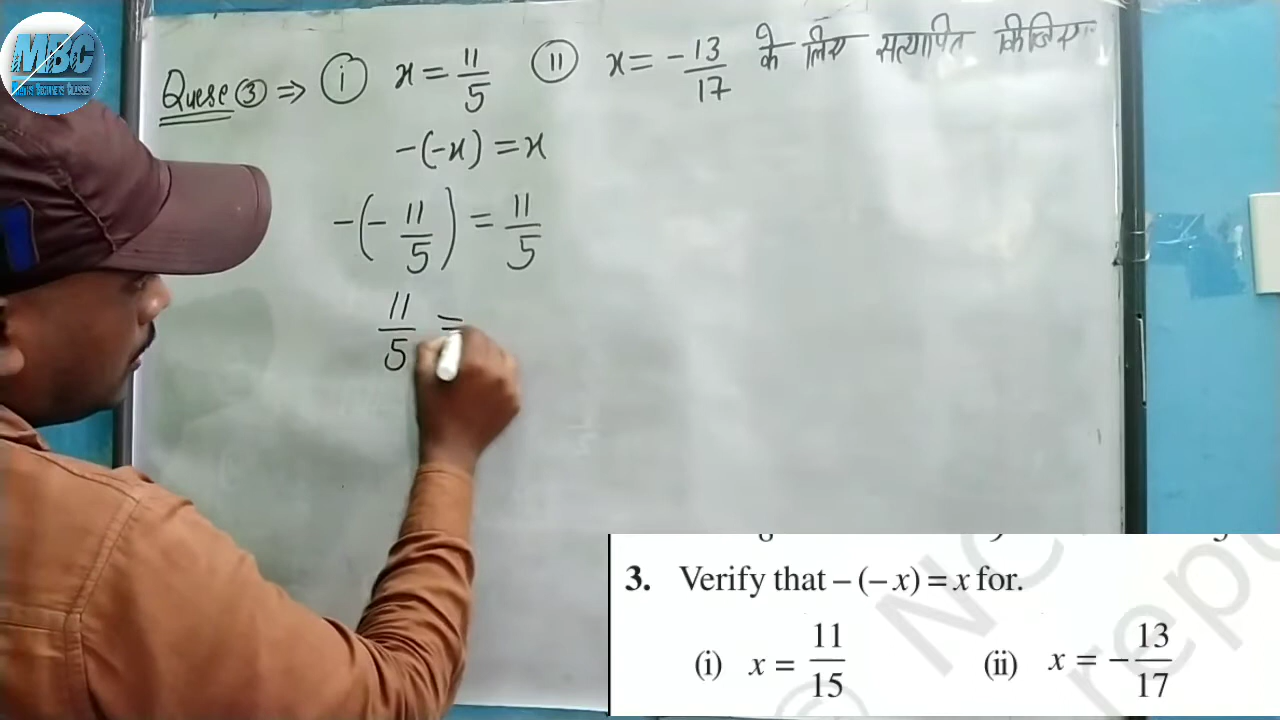 MBC
Quese ③ ⇒ (i) x = 11/5 (ii) x = -13/17 के लिए सत्यापित किजिए
-(-x) = x
-(-11/5) = 11/5
11/5 =
3. Verify that – (– x) = x for.
(i) x = 11/15 (ii) x = -13/17